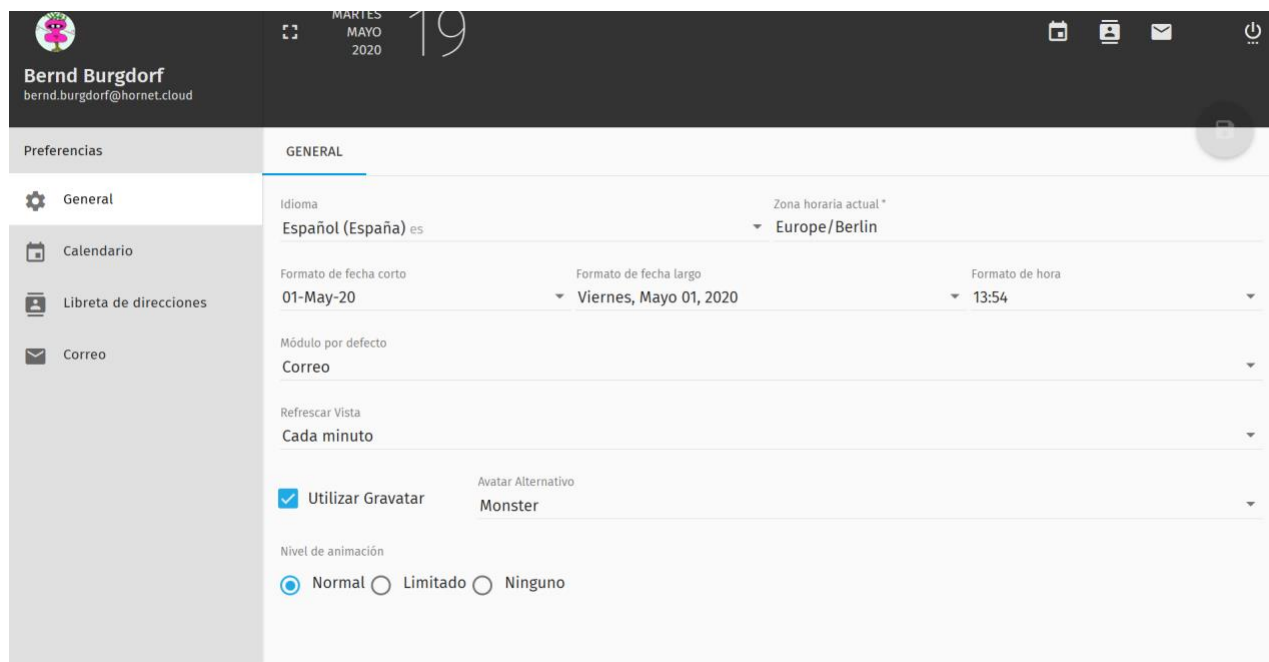 MARTES
MAYO
2020
19
Bernd Burgdorf
bernd.burgdorf@hornet.cloud
Preferencias
GENERAL
General
Calendario
Libreta de direcciones
Correo
Idioma
Zona horaria actual *
Español (España) es
Europe/Berlin
Formato de fecha corto
Formato de fecha largo
Formato de hora
01-May-20
Viernes, Mayo 01, 2020
13:54
Módulo por defecto
Correo
Refrescar Vista
Cada minuto
Utilizar Gravatar
Avatar Alternativo
Monster
Nivel de animación
Normal Limitado Ninguno